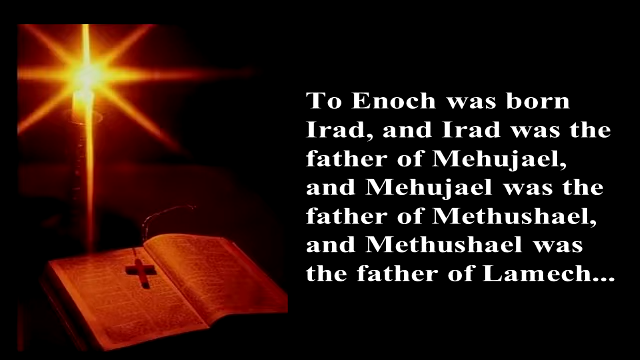 To Enoch was born
Irad, and Irad was the
father of Mehujael,
and Mehujael was the
father of Methushael,
and Methushael was
the father of Lamech...